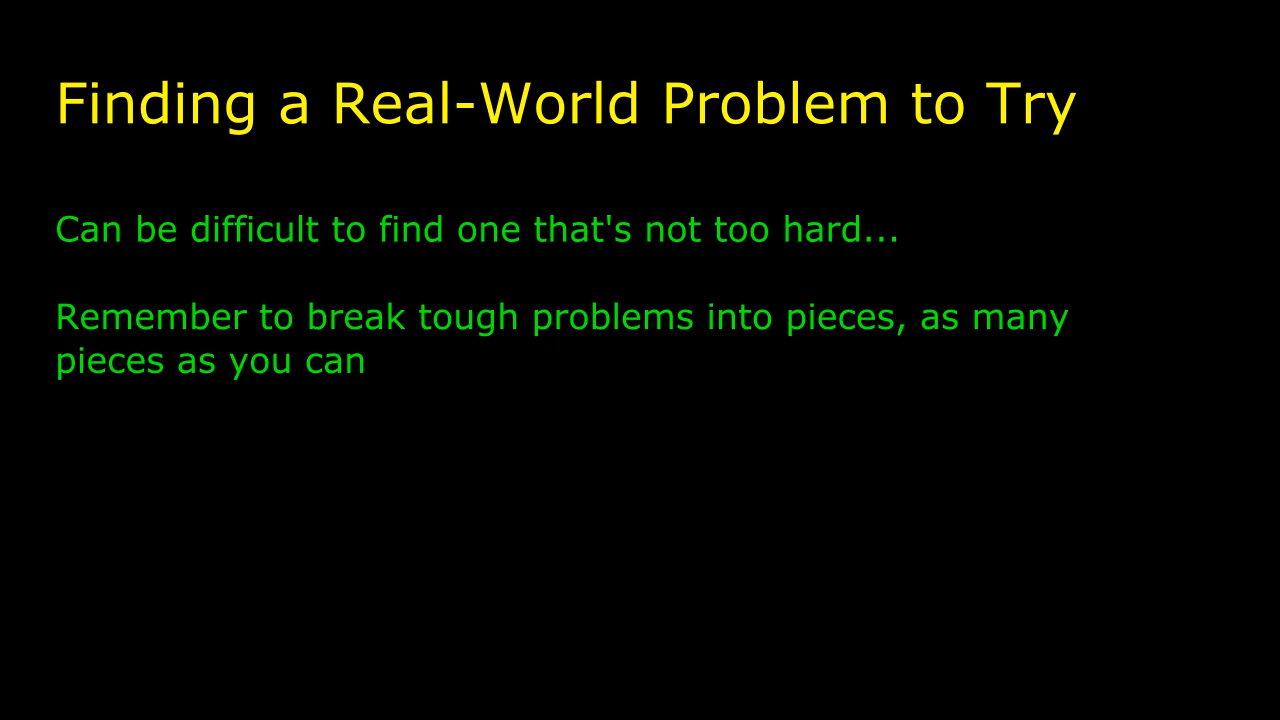 Finding a Real-World Problem to Try
Can be difficult to find one that's not too hard...
Remember to break tough problems into pieces, as many
pieces as you can